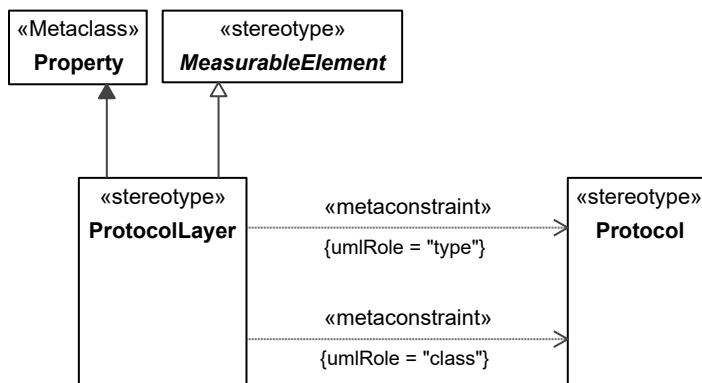 «Metaclass»
Property
«stereotype»
MeasurableElement
«stereotype»
ProtocolLayer
«metaconstraint»
{umlRole = "type"}
«metaconstraint»
{umlRole = "class"}
«stereotype»
Protocol